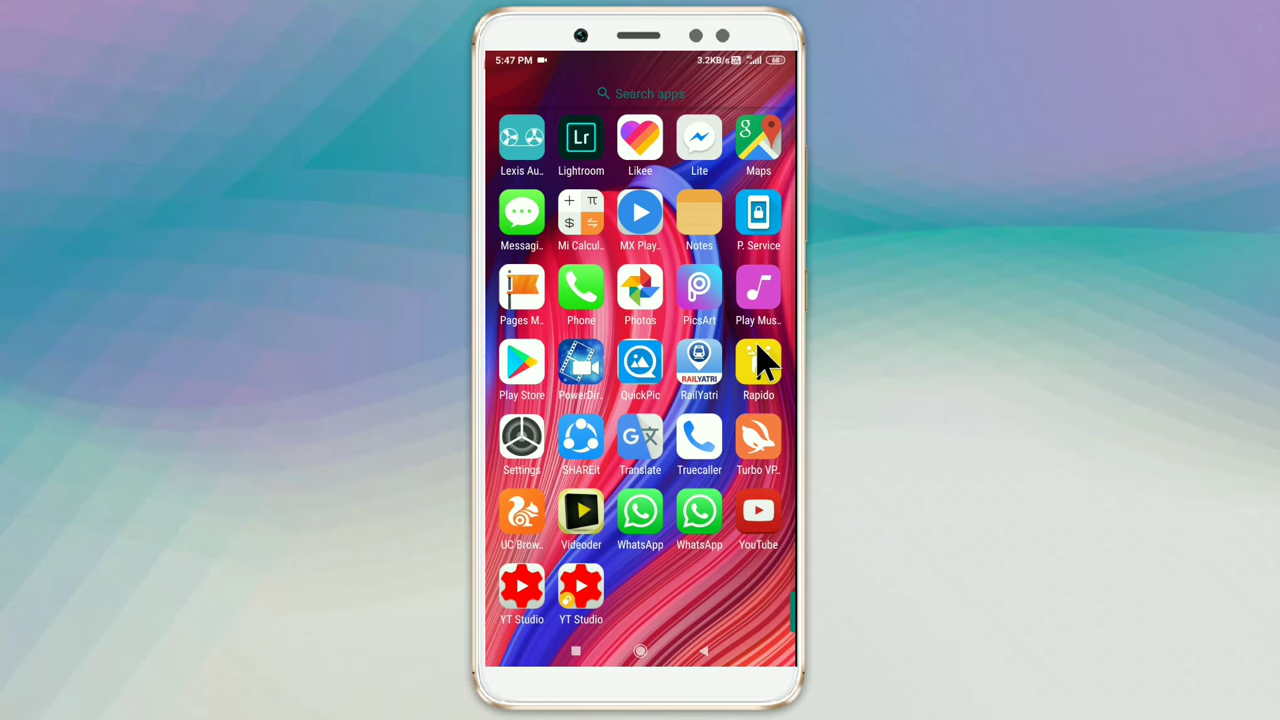 5:47 PM 3.2KB/s 4G 68
Search apps
Lexis Au.. Lightroom Likee Lite Maps
Messagi.. Mi Calcul.. MX Play.. Notes P. Service
Pages M.. Phone Photos PicsArt Play Mus..
Play Store PowerDir.. QuickPic RailYatri Rapido
Settings SHAREit Translate Truecaller Turbo VP..
UC Brow.. Videoder WhatsApp WhatsApp YouTube
YT Studio YT Studio
Lr
g
+ π
$
RAILYATRI
G